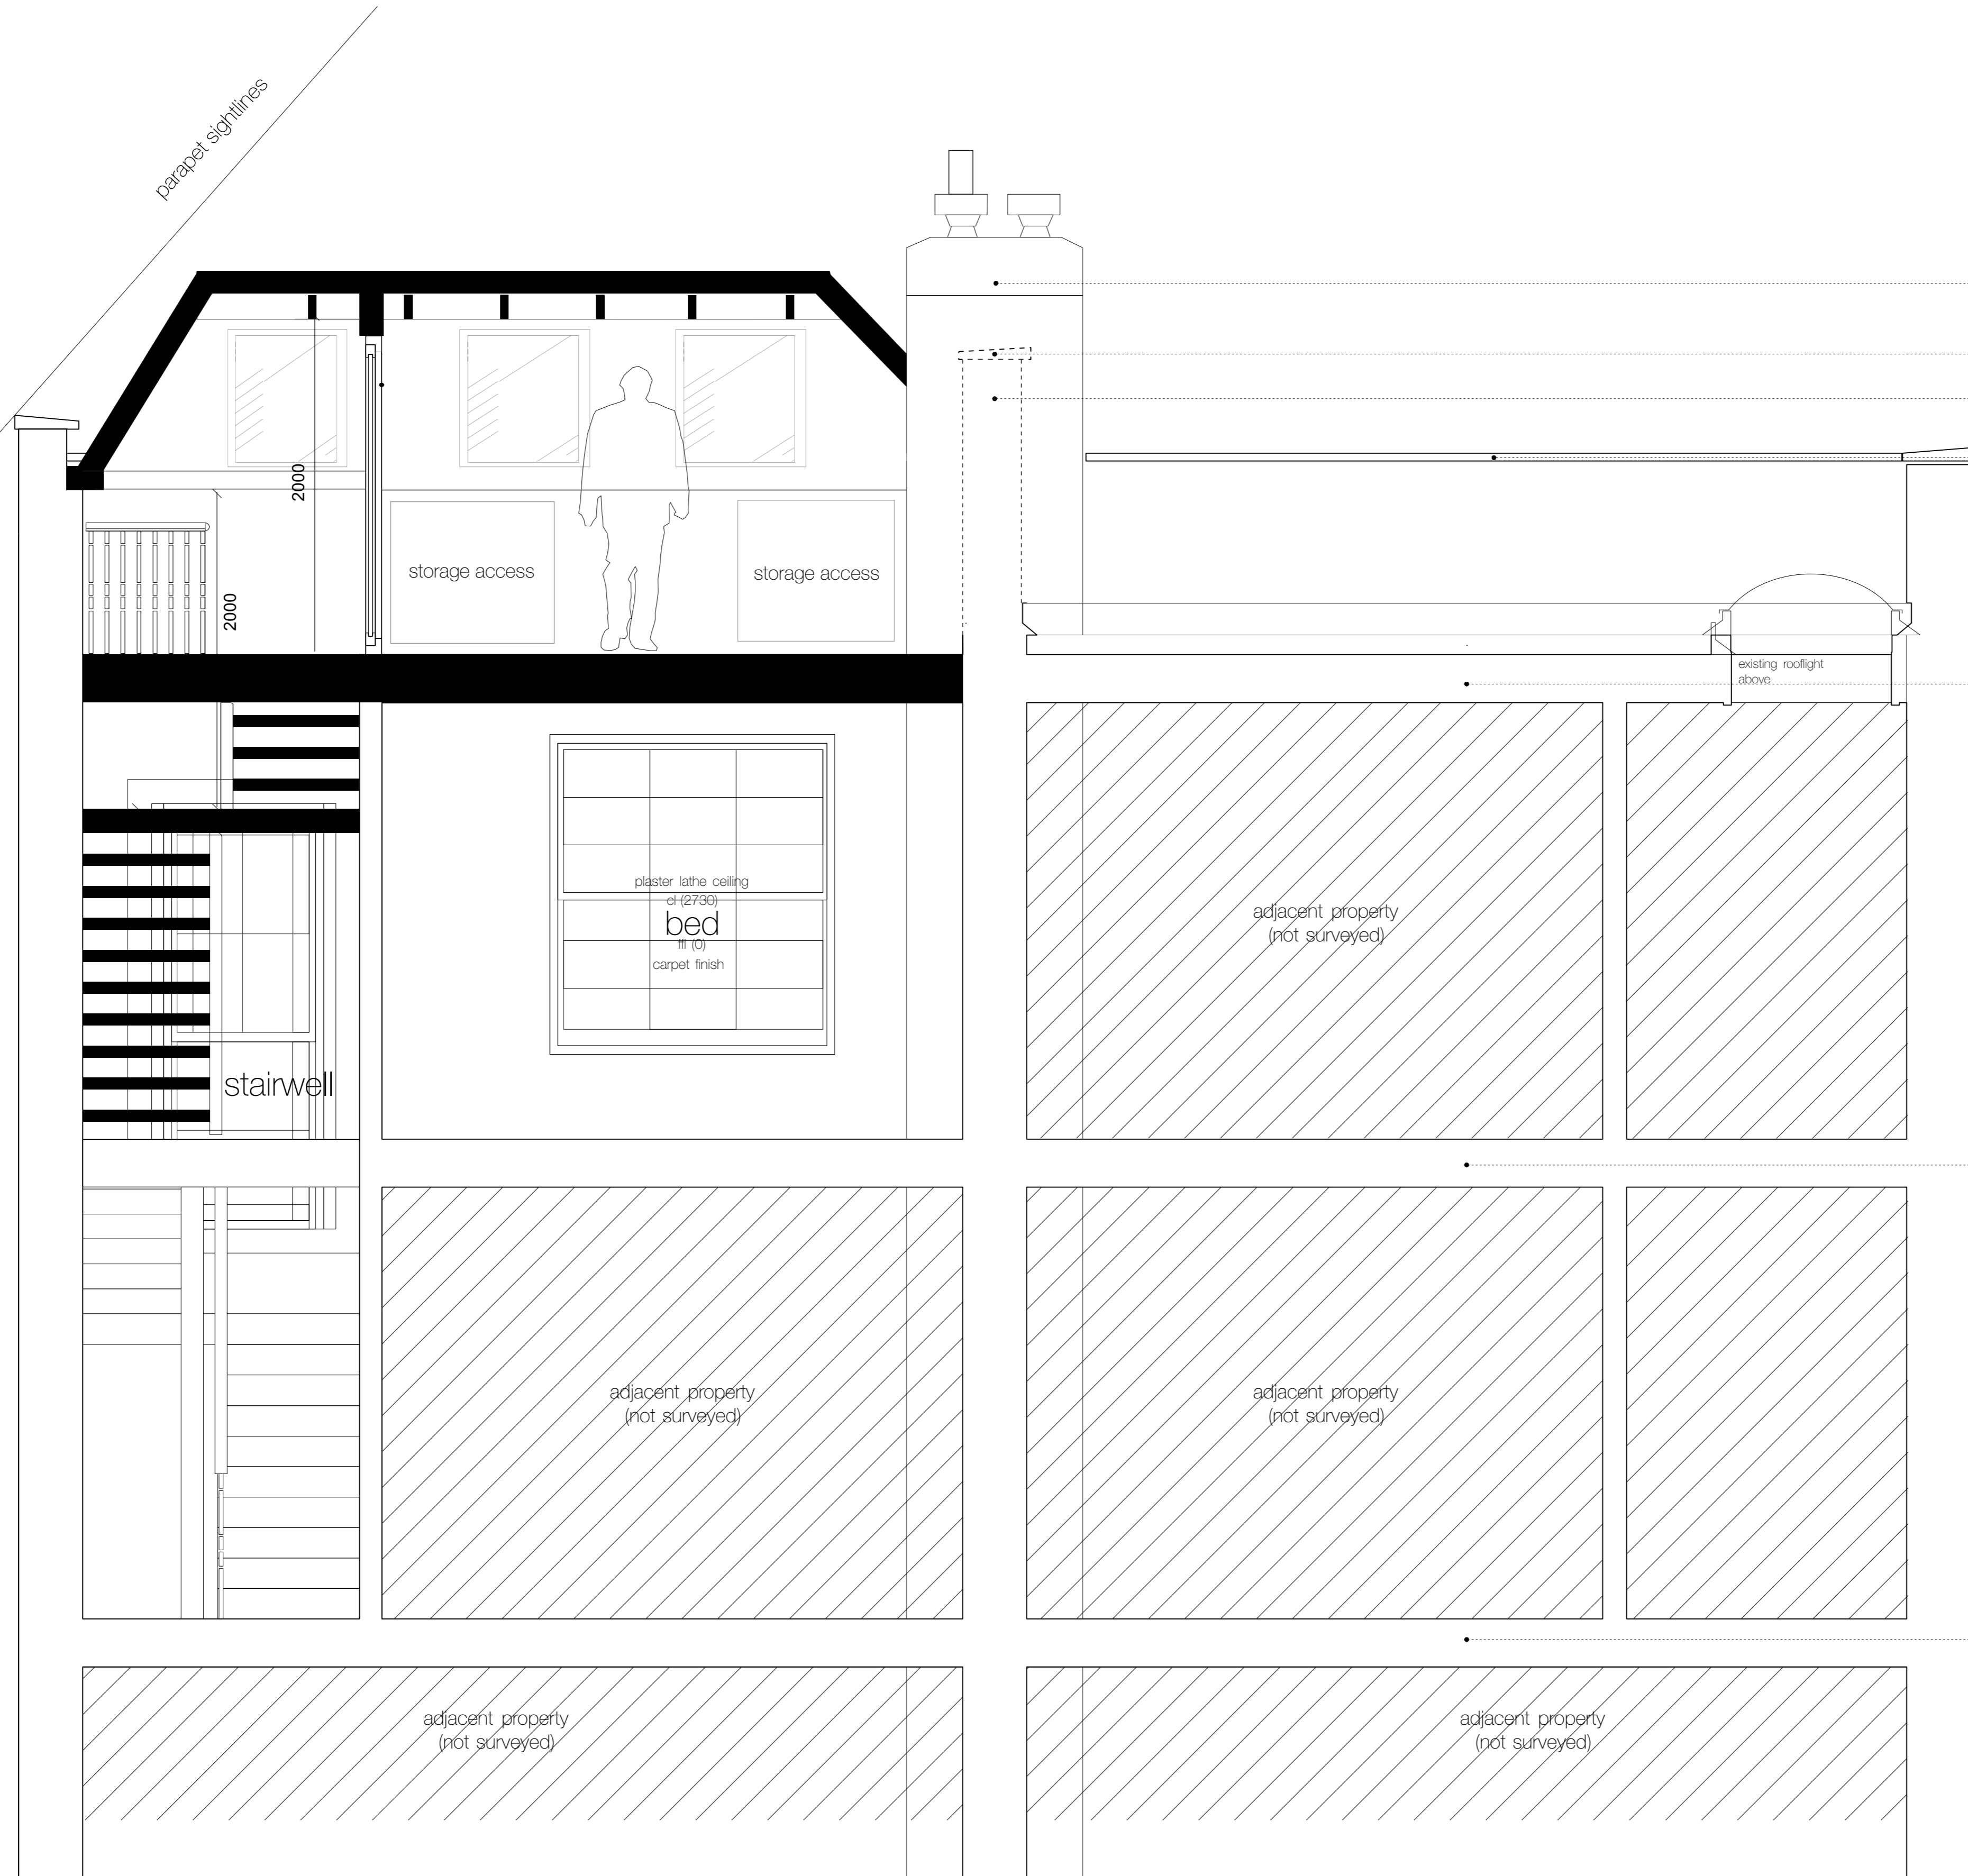 parapet sightlines
2000
2000
storage access
storage access
existing rooflight
above
plaster lathe ceiling
cl (2730)
bed
ffl (0)
carpet finish
adjacent property
(not surveyed)
stairwell
adjacent property
(not surveyed)
adjacent property
(not surveyed)
adjacent property
(not surveyed)
adjacent property
(not surveyed)